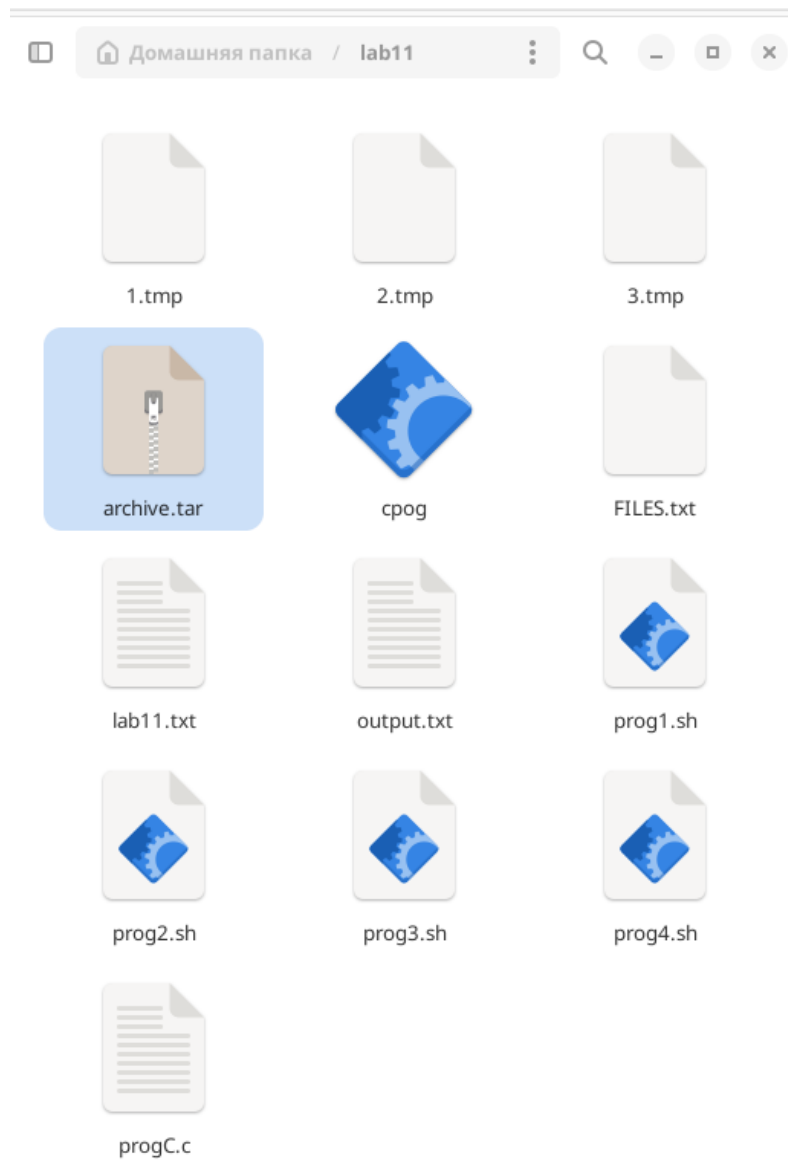 Домашняя папка / lab11
1.tmp 2.tmp 3.tmp
archive.tar cpog FILES.txt
lab11.txt output.txt prog1.sh
prog2.sh prog3.sh prog4.sh
progC.c